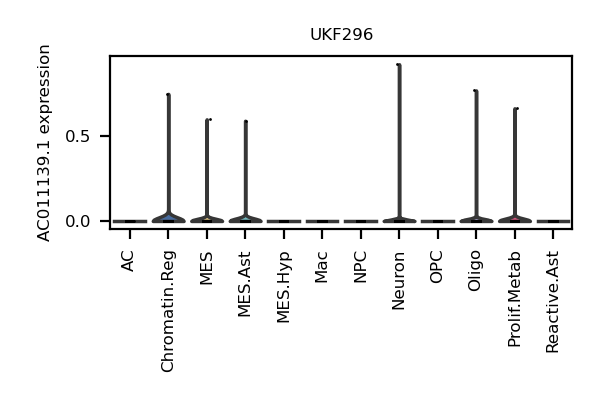 UKF296
AC011139.1 expression
0.5
0.0
AC
Chromatin.Reg
MES
MES.Ast
MES.Hyp
Mac
NPC
Neuron
OPC
Oligo
Prolif.Metab
Reactive.Ast